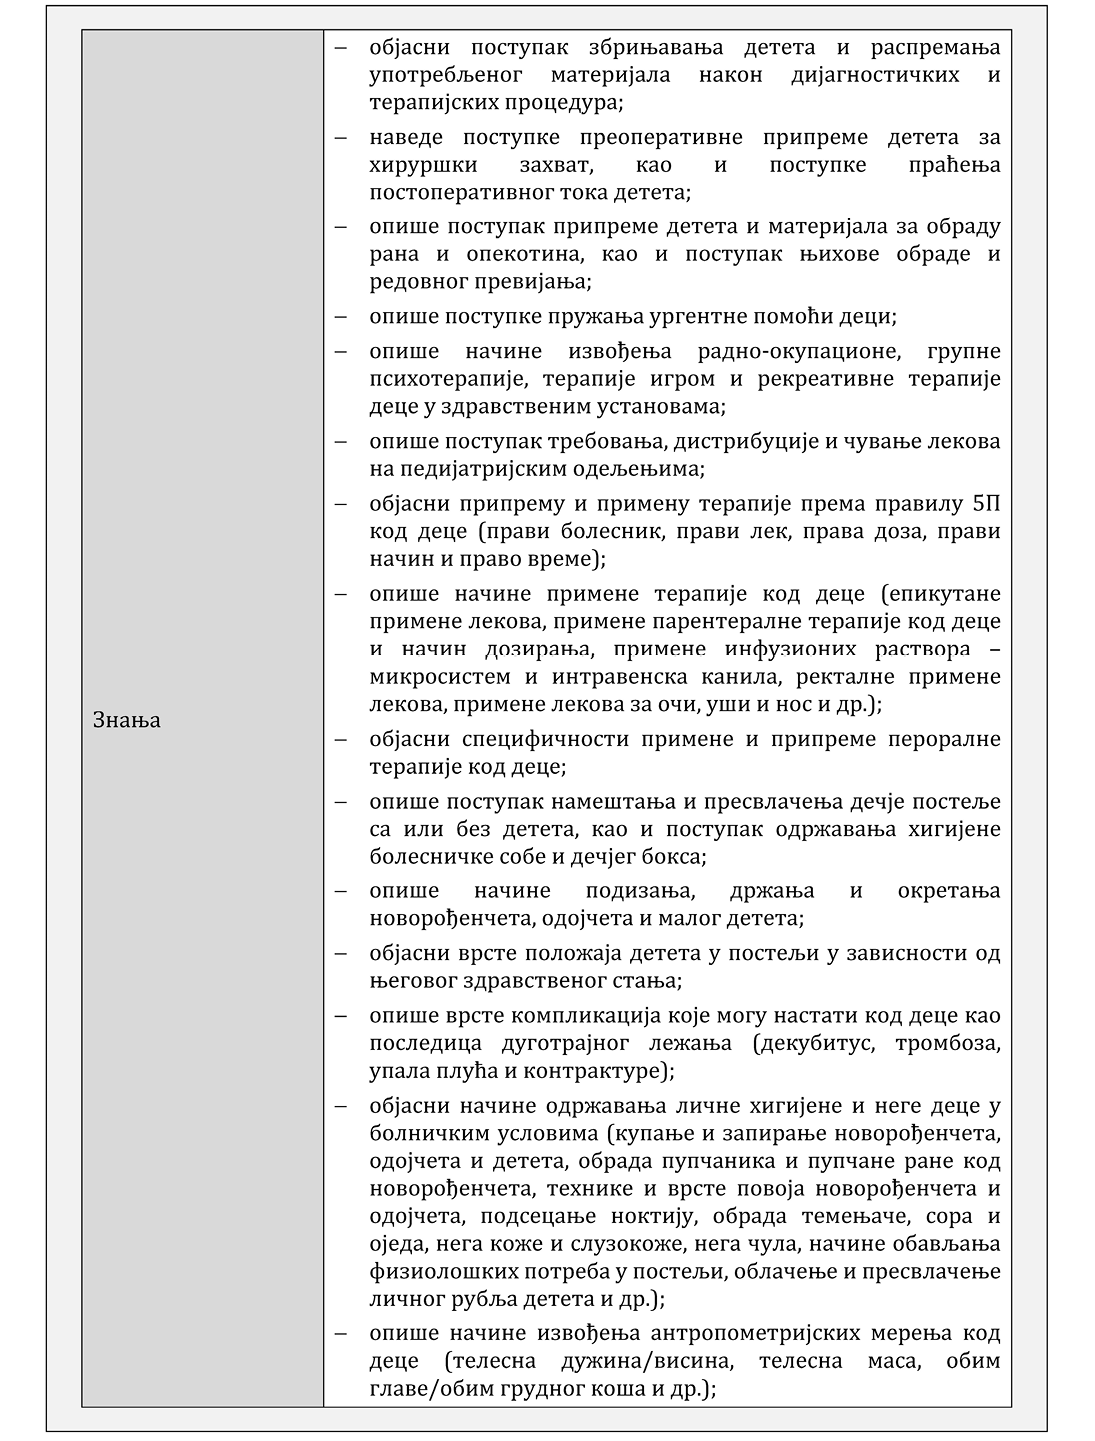 Знања
– објасни поступак збрињавања детета и распремања
употребљеног материјала након дијагностичких и
терапијских процедура;
– наведе поступке преоперативне припреме детета за
хируршки захват, као и поступке праћења
постоперативног тока детета;
– опише поступак припреме детета и материјала за обраду
рана и опекотина, као и поступак њихове обраде и
редовног превијања;
– опише поступке пружања ургентне помоћи деци;
– опише начине извођења радно-окупационе, групне
психотерапије, терапије игром и рекреативне терапије
деце у здравственим установама;
– опише поступак требовања, дистрибуције и чување лекова
на педијатријским одељењима;
– објасни припрему и примену терапије према правилу 5П
код деце (прави болесник, прави лек, права доза, прави
начин и право време);
– опише начине примене терапије код деце (епикутане
примене лекова, примене парентералне терапије код деце
и начин дозирања, примене инфузионих раствора –
микросистем и интравенска канила, ректалне примене
лекова, примене лекова за очи, уши и нос и др.);
– објасни специфичности примене и припреме пероралне
терапије код деце;
– опише поступак намештања и пресвлачења дечје постеље
са или без детета, као и поступак одржавања хигијене
болесничке собе и дечјег бокса;
– опише начине подизања, држања и окретања
новорођенчета, одојчета и малог детета;
– објасни врсте положаја детета у постељи у зависности од
његовог здравственог стања;
– опише врсте компликација које могу настати код деце као
последица дуготрајног лежања (декубитус, тромбоза,
упала плућа и контрактуре);
– објасни начине одржавања личне хигијене и неге деце у
болничким условима (купање и запирање новорођенчета,
одојчета и детета, обрада пупчаника и пупчане ране код
новорођенчета, технике и врсте повоја новорођенчета и
одојчета, подсецање ноктију, обрада темењаче, сора и
оједа, нега коже и слузокоже, нега чула, начине обављања
физиолошких потреба у постељи, облачење и пресвлачење
личног рубља детета и др.);
– опише начине извођења антропометријских мерења код
деце (телесна дужина/висина, телесна маса, обим
главе/обим грудног коша и др.);